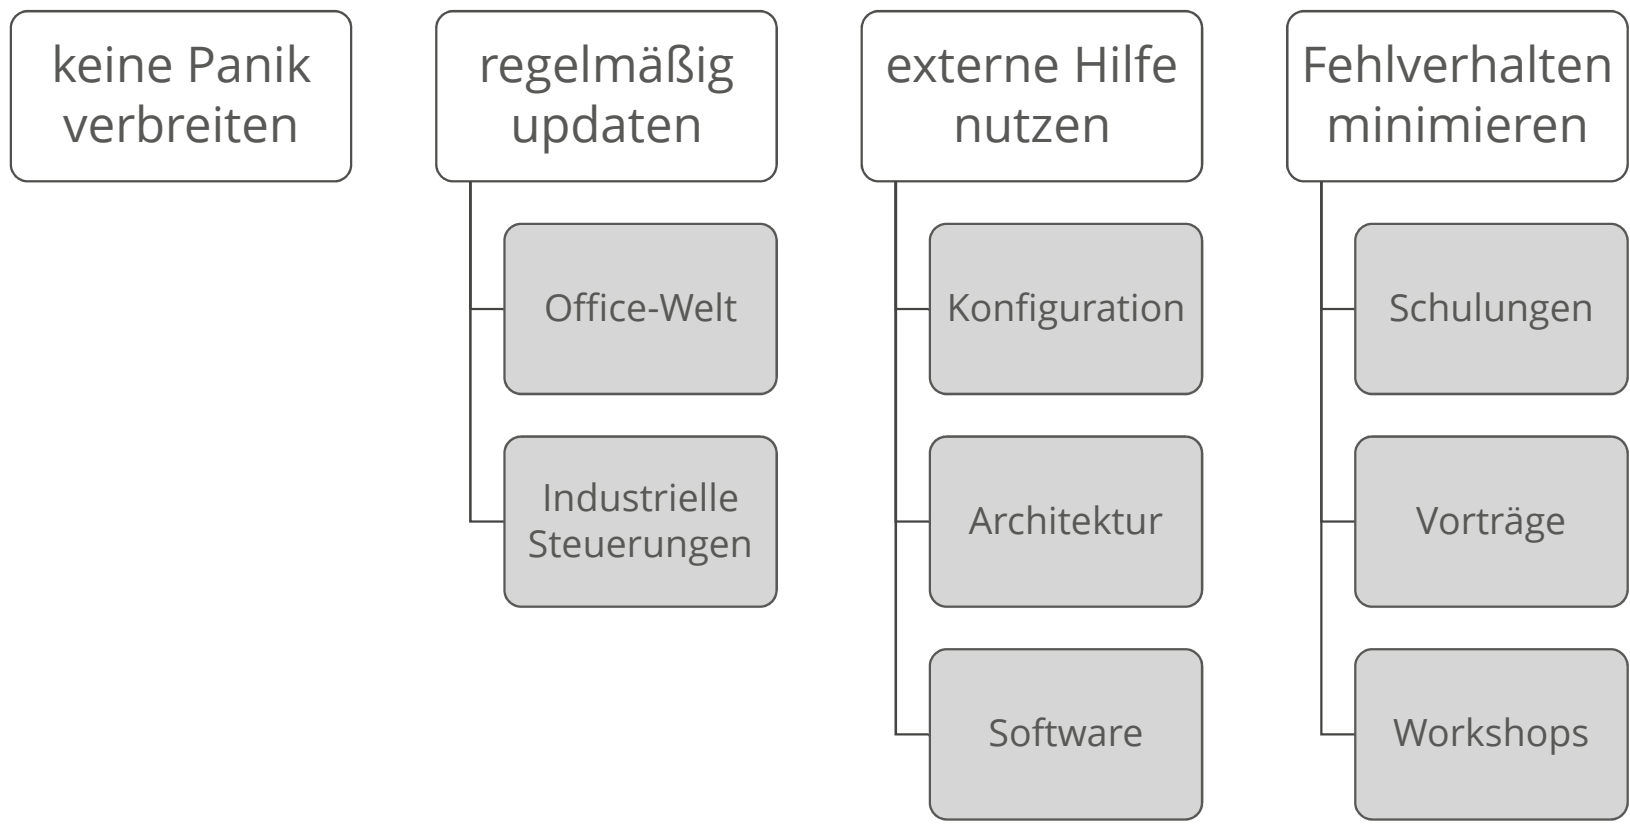 keine Panik
verbreiten
regelmäßig
updaten
Office-Welt
Industrielle
Steuerungen
externe Hilfe
nutzen
Konfiguration
Architektur
Software
Fehlverhalten
minimieren
Schulungen
Vorträge
Workshops